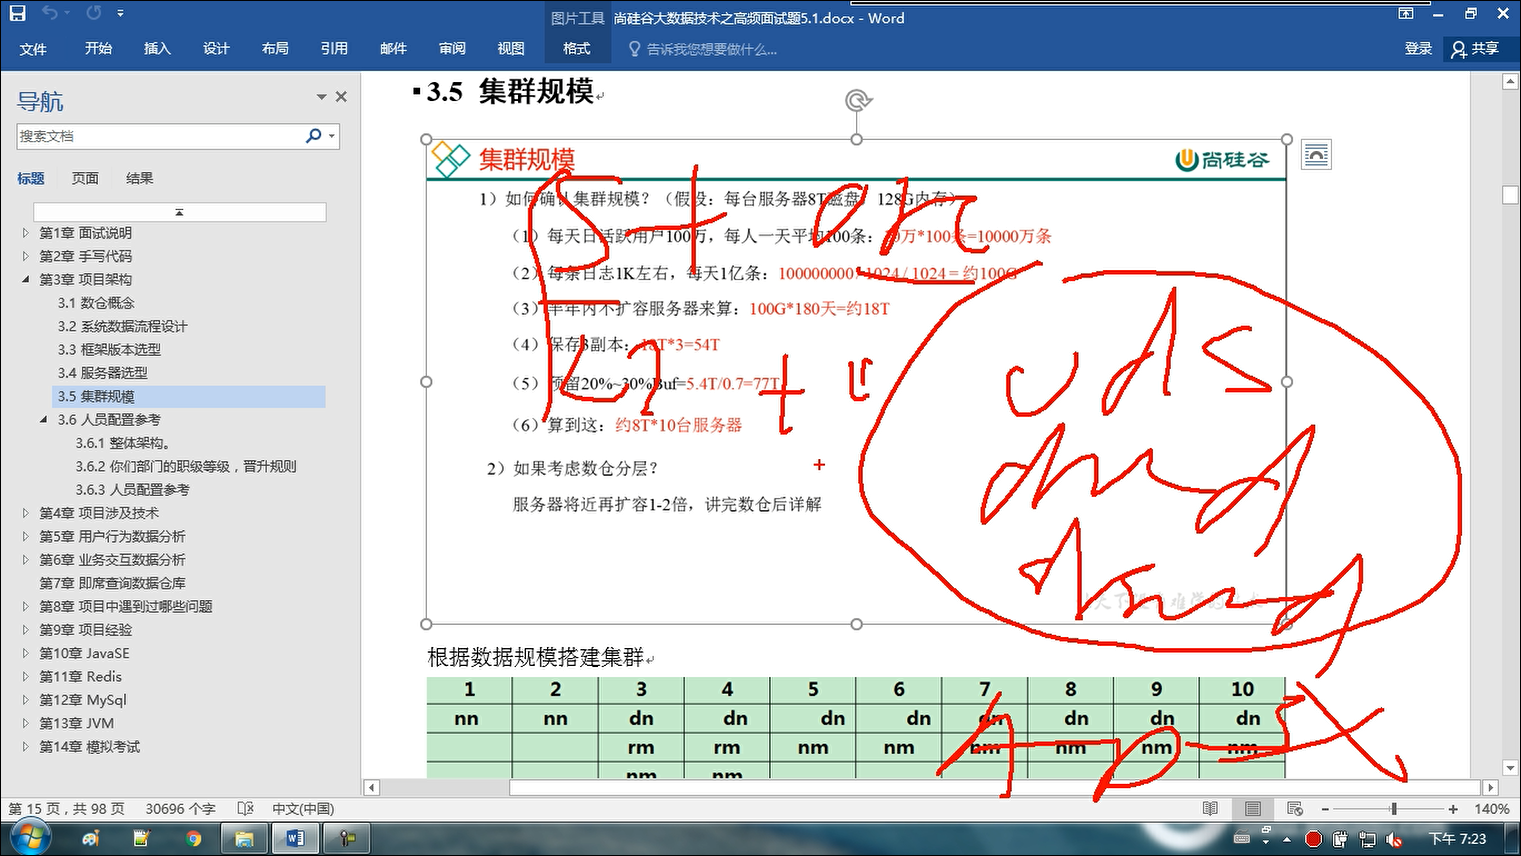 图片工具
尚硅谷大数据技术之高频面试题5.1.docx - Word
文件 开始 插入 设计 布局 引用 邮件 审阅 视图 格式 告诉我您想要做什么... 登录 共享
导航
搜索文档
标题 页面 结果
第1章 面试说明
第2章 手写代码
第3章 项目架构
3.1 数仓概念
3.2 系统数据流程设计
3.3 框架版本选型
3.4 服务器选型
3.5 集群规模
3.6 人员配置参考
3.6.1 整体架构。
3.6.2 你们部门的职级等级，晋升规则
3.6.3 人员配置参考
第4章 项目涉及技术
第5章 用户行为数据分析
第6章 业务交互数据分析
第7章 即席查询数据仓库
第8章 项目中遇到过哪些问题
第9章 项目经验
第10章 JavaSE
第11章 Redis
第12章 MySql
第13章 JVM
第14章 模拟考试
3.5 集群规模
集群规模
尚硅谷
1）如何确认集群规模？（假设：每台服务器8T磁盘，128G内存）
（1）每天日活跃用户100万，每人一天平均100条：100万*100条=10000万条
（2）每条日志1K左右，每天1亿条：100000000 / 1024 / 1024 = 约100G
（3）半年内不扩容服务器来算：100G*180天=约18T
（4）保存3副本：18T*3=54T
（5）预留20%~30%Buf=5.4T/0.7=77T
（6）算到这：约8T*10台服务器
2）如果考虑数仓分层？
服务器将近再扩容1-2倍，讲完数仓后详解
根据数据规模搭建集群
1 2 3 4 5 6 7 8 9 10
nn nn dn dn dn dn dn dn dn dn
rm rm nm nm nm nm nm nm
nm nm
第 15 页，共 98 页 30696 个字 中文(中国) 140%
下午 7:23